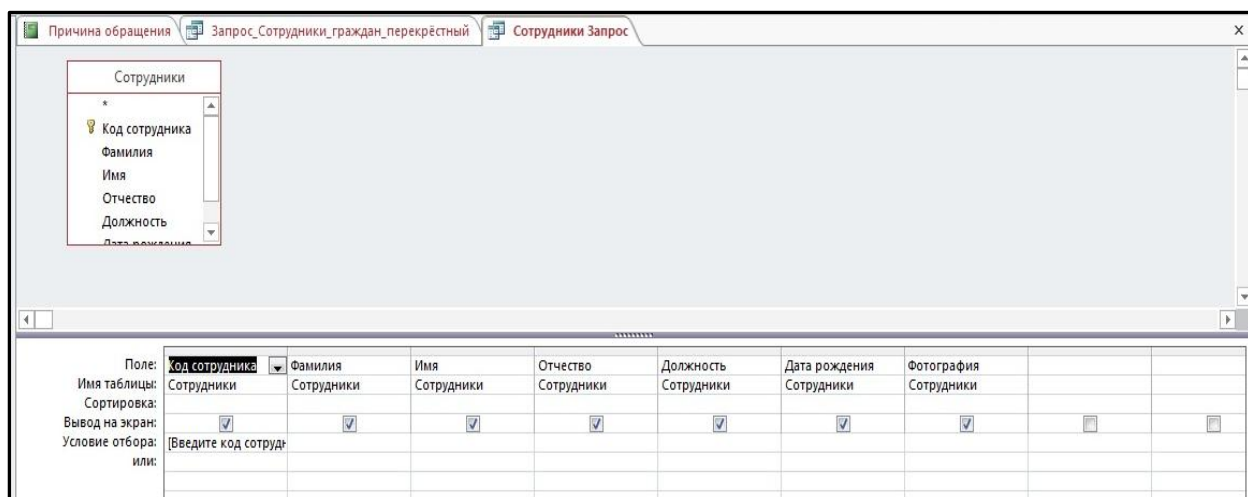 Причина обращения Запрос_Сотрудники_граждан_перекрёстный Сотрудники Запрос
Сотрудники
*
Код сотрудника
Фамилия
Имя
Отчество
Должность
Дата рождения
Поле: Код сотрудника Фамилия Имя Отчество Должность Дата рождения Фотография
Имя таблицы: Сотрудники Сотрудники Сотрудники Сотрудники Сотрудники Сотрудники Сотрудники
Сортировка:
Вывод на экран:
Условие отбора: [Введите код сотрудн
или: